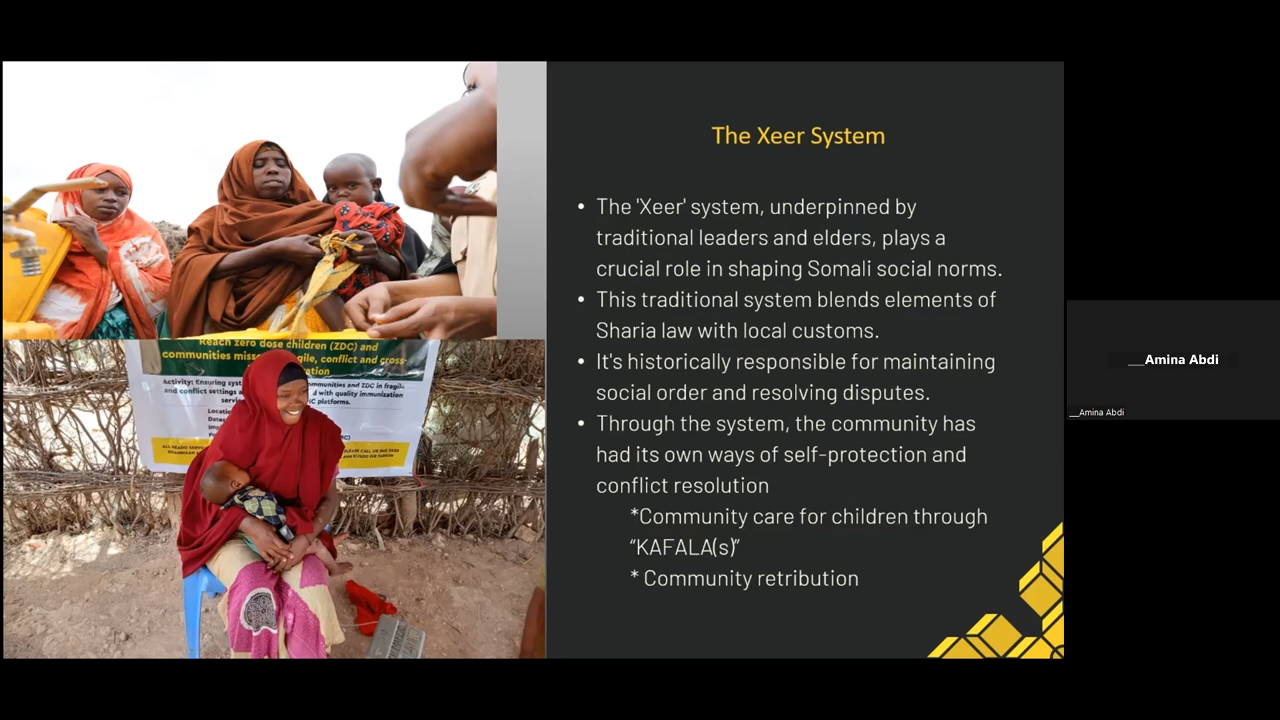 The Xeer System
• The 'Xeer' system, underpinned by
traditional leaders and elders, plays a
crucial role in shaping Somali social norms.
• This traditional system blends elements of
Sharia law with local customs.
• It's historically responsible for maintaining
social order and resolving disputes.
• Through the system, the community has
had its own ways of self-protection and
conflict resolution
*Community care for children through
“KAFALA(s)”
* Community retribution
Reach zero dose children (ZDC) and
communities
conflict and cross-
Activity: Ensuring communities and ZDC in fragile
and conflict settings with quality immunization
platforms.
__Amina Abdi
__Amina Abdi